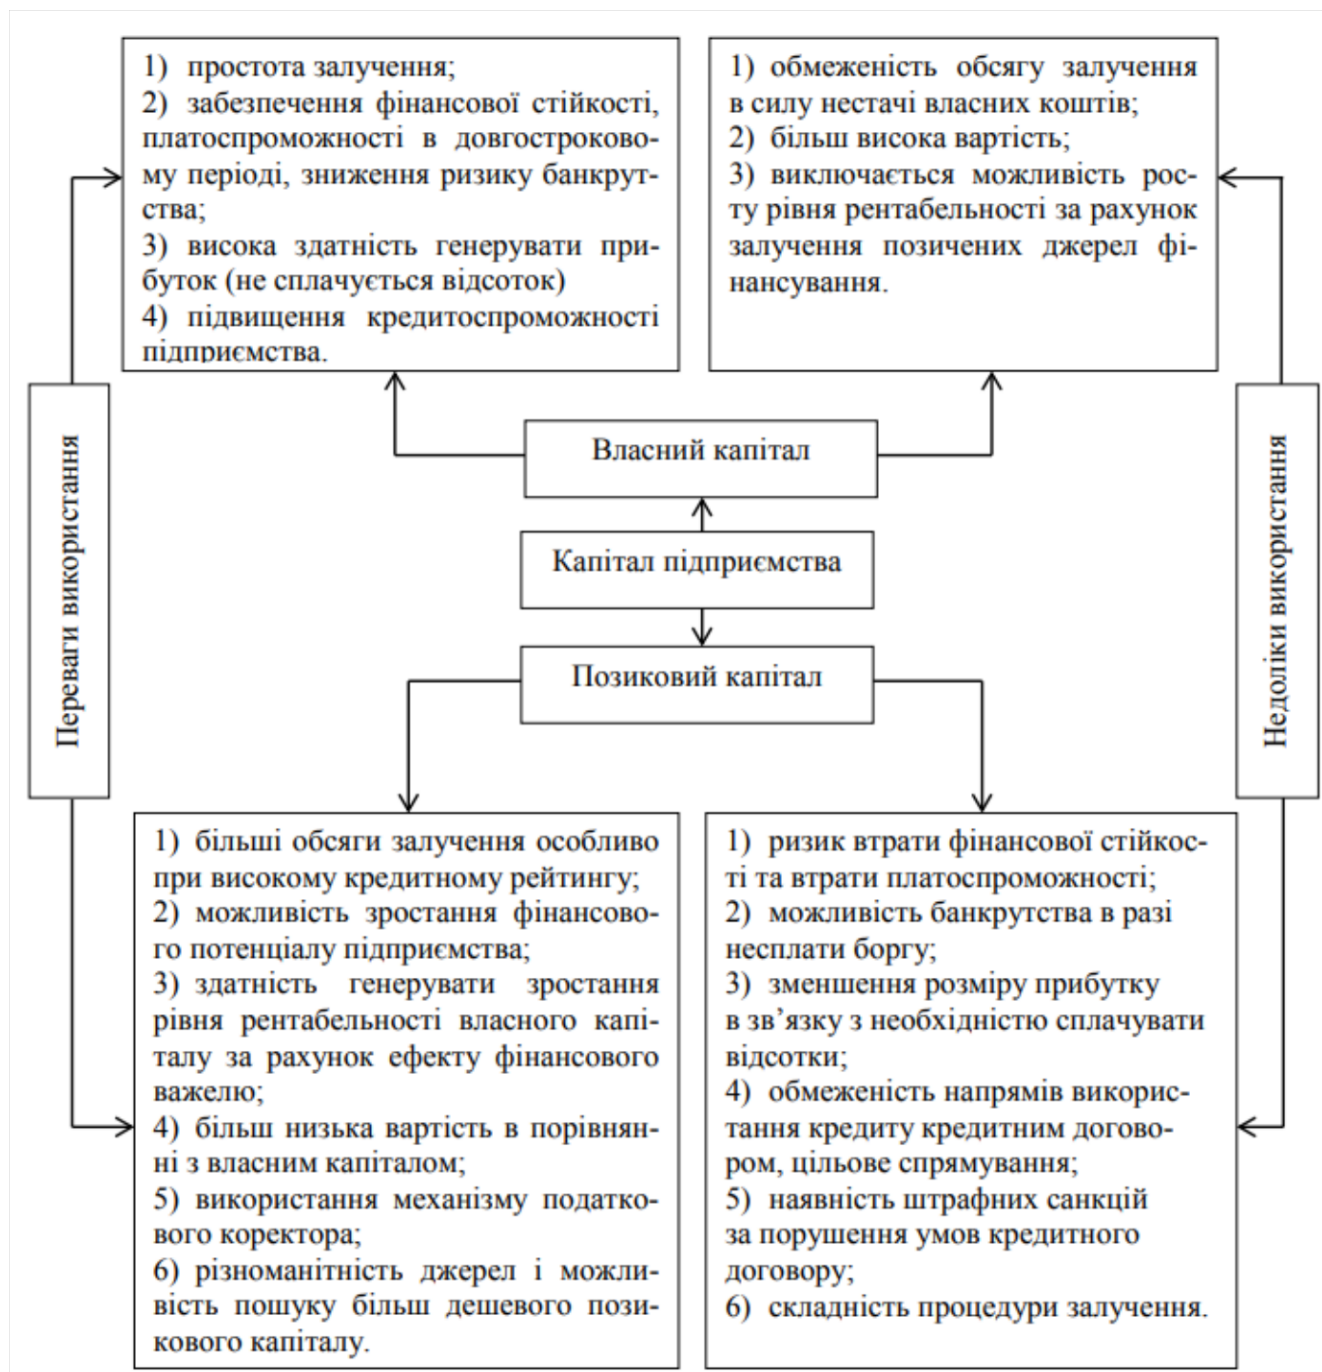 1) простота залучення;
2) забезпечення фінансової стійкості,
платоспроможності в довгостроково-
му періоді, зниження ризику банкрут-
ства;
3) висока здатність генерувати при-
буток (не сплачується відсоток)
4) підвищення кредитоспроможності
підприємства.
1) обмеженість обсягу залучення
в силу нестачі власних коштів;
2) більш висока вартість;
3) виключається можливість рос-
ту рівня рентабельності за рахунок
залучення позичених джерел фі-
нансування.
Переваги використання
Власний капітал
Капітал підприємства
Позиковий капітал
Недоліки використання
1) більші обсяги залучення особливо
при високому кредитному рейтингу;
2) можливість зростання фінансово-
го потенціалу підприємства;
3) здатність генерувати зростання
рівня рентабельності власного капі-
талу за рахунок ефекту фінансового
важелю;
4) більш низька вартість в порівнян-
ні з власним капіталом;
5) використання механізму податко-
вого коректора;
6) різноманітність джерел і можли-
вість пошуку більш дешевого пози-
кового капіталу.
1) ризик втрати фінансової стійкос-
ті та втрати платоспроможності;
2) можливість банкрутства в разі
несплати боргу;
3) зменшення розміру прибутку
в зв’язку з необхідністю сплачувати
відсотки;
4) обмеженість напрямів викорис-
тання кредиту кредитним догово-
ром, цільове спрямування;
5) наявність штрафних санкцій
за порушення умов кредитного
договору;
6) складність процедури залучення.